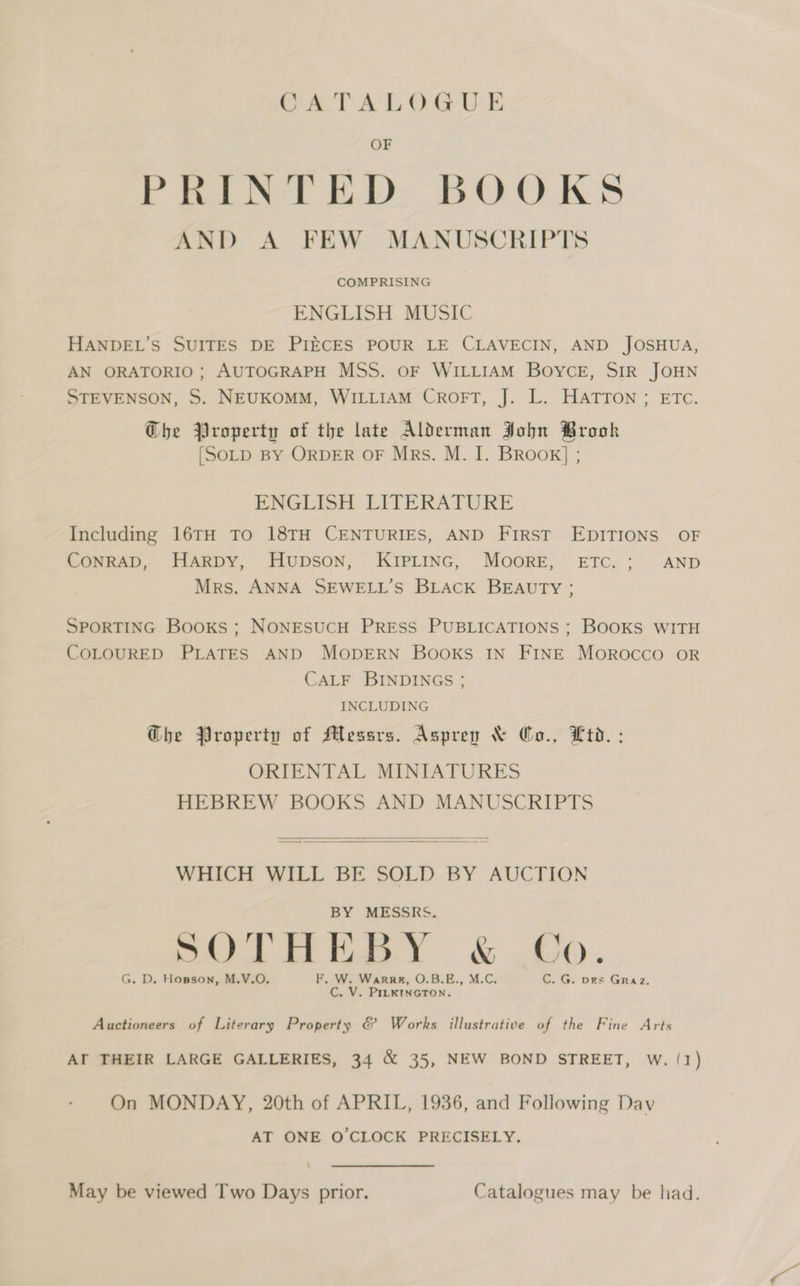 CATALOGUE
OF
PRINTED BOOKS
AND A FEW MANUSCRIPTS
COMPRISING
ENGLISH MUSIC
HANDEL'S SUITES DE PIÈCES POUR LE CLAVECIN, AND JOSHUA,
AN ORATORIO ; AUTOGRAPH MSS. OF WILLIAM BOYCE, SIR JOHN
STEVENSON, S. NEUKOMM, WILLIAM CROFT, J. L. HATTON ; ETC.
The Property of the late Alderman John Brook
[SOLD BY ORDER OF MRS. M. I. BROOK] ;
ENGLISH LITERATURE
Including 16TH TO 18TH CENTURIES, AND FIRST EDITIONS OF
CONRAD, HARDY, HUDSON, KIPLING, MOORE, ETC. ; AND
MRS. ANNA SEWELL'S BLACK BEAUTY ;
SPORTING BOOKS ; NONESUCH PRESS PUBLICATIONS ; BOOKS WITH
COLOURED PLATES AND MODERN BOOKS IN FINE MOROCCO OR
CALF BINDINGS ;
INCLUDING
The Property of Messrs. Asprey & Co., Ltd. :
ORIENTAL MINIATURES
HEBREW BOOKS AND MANUSCRIPTS
WHICH WILL BE SOLD BY AUCTION
BY MESSRS.
SOTHEBY & Co.
G. D. HOBSON, M.V.O. F. W. WARRE, O.B.E., M.C. C. G. DES GRAZ.
C. V. PILKINGTON.
Auctioneers of Literary Property & Works illustrative of the Fine Arts
AT THEIR LARGE GALLERIES, 34 & 35, NEW BOND STREET, W. (1)
On MONDAY, 20th of APRIL, 1936, and Following Day
AT ONE O'CLOCK PRECISELY.
May be viewed Two Days prior. Catalogues may be had.